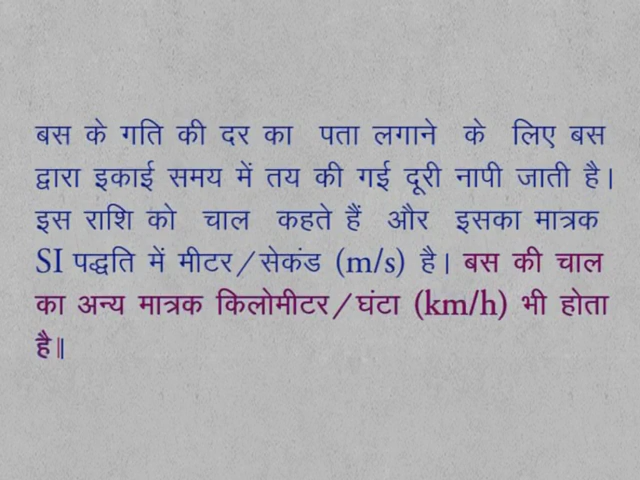 बस के गति की दर का पता लगाने के लिए बस
द्वारा इकाई समय में तय की गई दूरी नापी जाती है।
इस राशि को चाल कहते हैं और इसका मात्रक
SI पद्धति में मीटर/सेकंड (m/s) है। बस की चाल
का अन्य मात्रक किलोमीटर/घंटा (km/h) भी होता
है॥